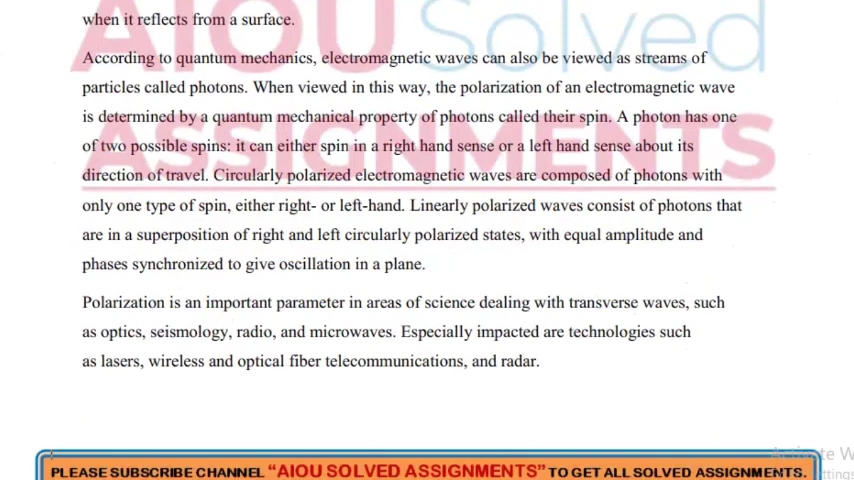 AIOU Solved
ASSIGNMENTS
when it reflects from a surface.
According to quantum mechanics, electromagnetic waves can also be viewed as streams of
particles called photons. When viewed in this way, the polarization of an electromagnetic wave
is determined by a quantum mechanical property of photons called their spin. A photon has one
of two possible spins: it can either spin in a right hand sense or a left hand sense about its
direction of travel. Circularly polarized electromagnetic waves are composed of photons with
only one type of spin, either right- or left-hand. Linearly polarized waves consist of photons that
are in a superposition of right and left circularly polarized states, with equal amplitude and
phases synchronized to give oscillation in a plane.
Polarization is an important parameter in areas of science dealing with transverse waves, such
as optics, seismology, radio, and microwaves. Especially impacted are technologies such
as lasers, wireless and optical fiber telecommunications, and radar.
PLEASE SUBSCRIBE CHANNEL “AIOU SOLVED ASSIGNMENTS” TO GET ALL SOLVED ASSIGNMENTS.